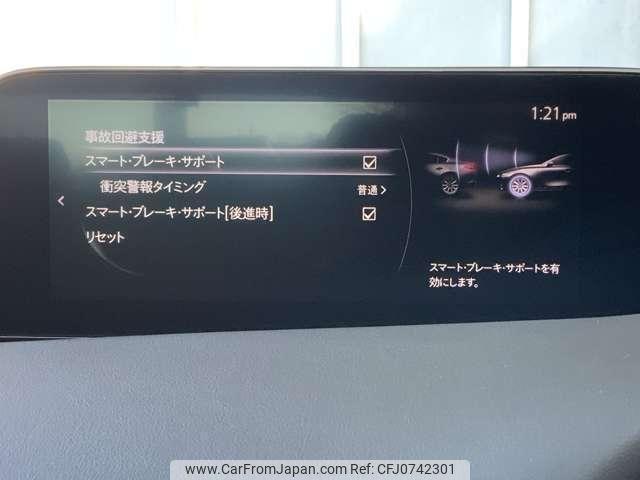 1:21 pm
事故回避支援
スマート・ブレーキ・サポート
衝突警報タイミング 普通
スマート・ブレーキ・サポート[後進時]
リセット
スマート・ブレーキ・サポートを有
効にします。
www.CarFromJapan.com - CFJ0742301